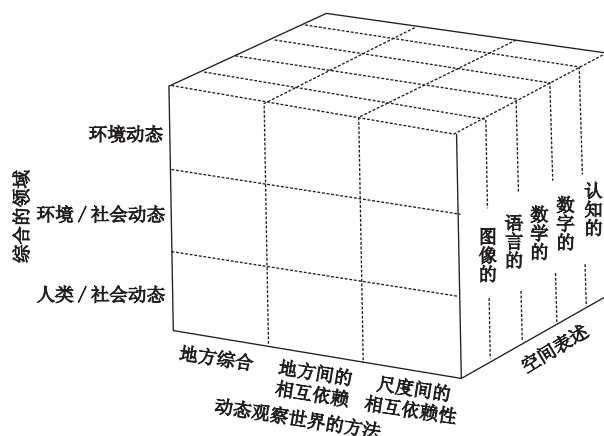 综合的领域
环境动态
环境 / 社会动态
人类 / 社会动态
图像的
语言的
数学的
数字的
认知的
地方综合
地方间的
相互依赖
尺度间的
相互依赖性
动态观察世界的方法
空间表述